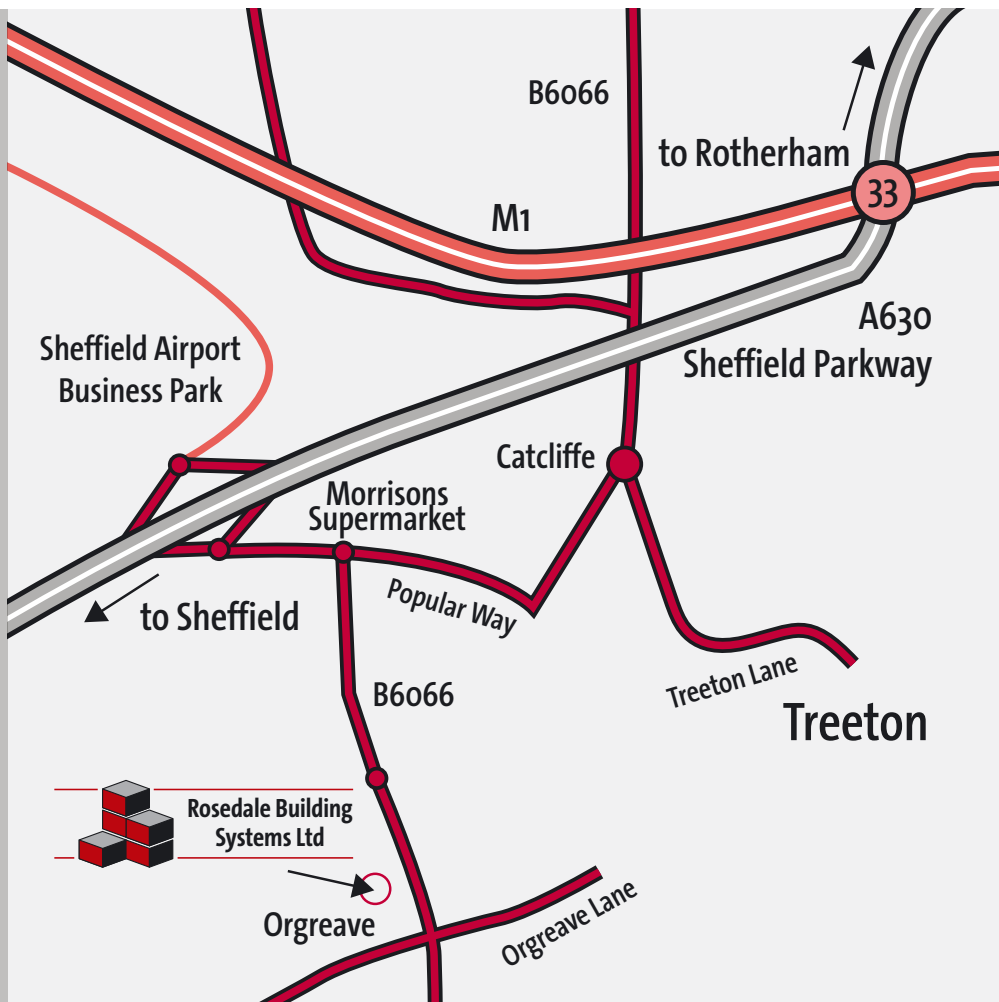 B6066
to Rotherham
33
M1
A630
Sheffield Parkway
Sheffield Airport
Business Park
Catcliffe
Morrisons
Supermarket
Popular Way
to Sheffield
Treeton Lane
B6066
Treeton
Rosedale Building
Systems Ltd
Orgreave
Orgreave Lane